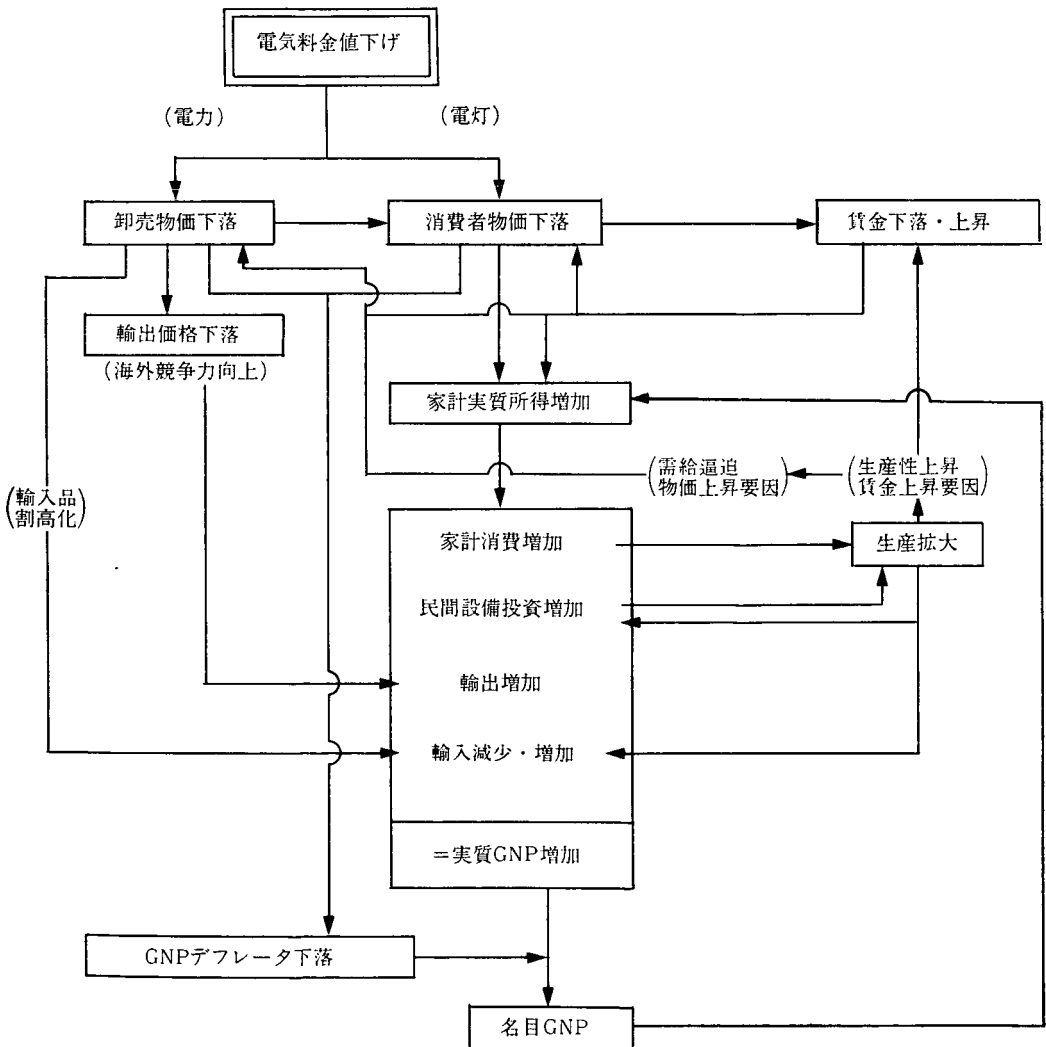 電気料金値下げ
（電力）
（電灯）
卸売物価下落
消費者物価下落
賃金下落・上昇
輸出価格下落
（海外競争力向上）
家計実質所得増加
（需給逼迫
物価上昇要因）
（生産性上昇
賃金上昇要因）
（輸入品
割高化）
家計消費増加
生産拡大
民間設備投資増加
輸出増加
輸入減少・増加
＝実質GNP増加
GNPデフレータ下落
名目GNP